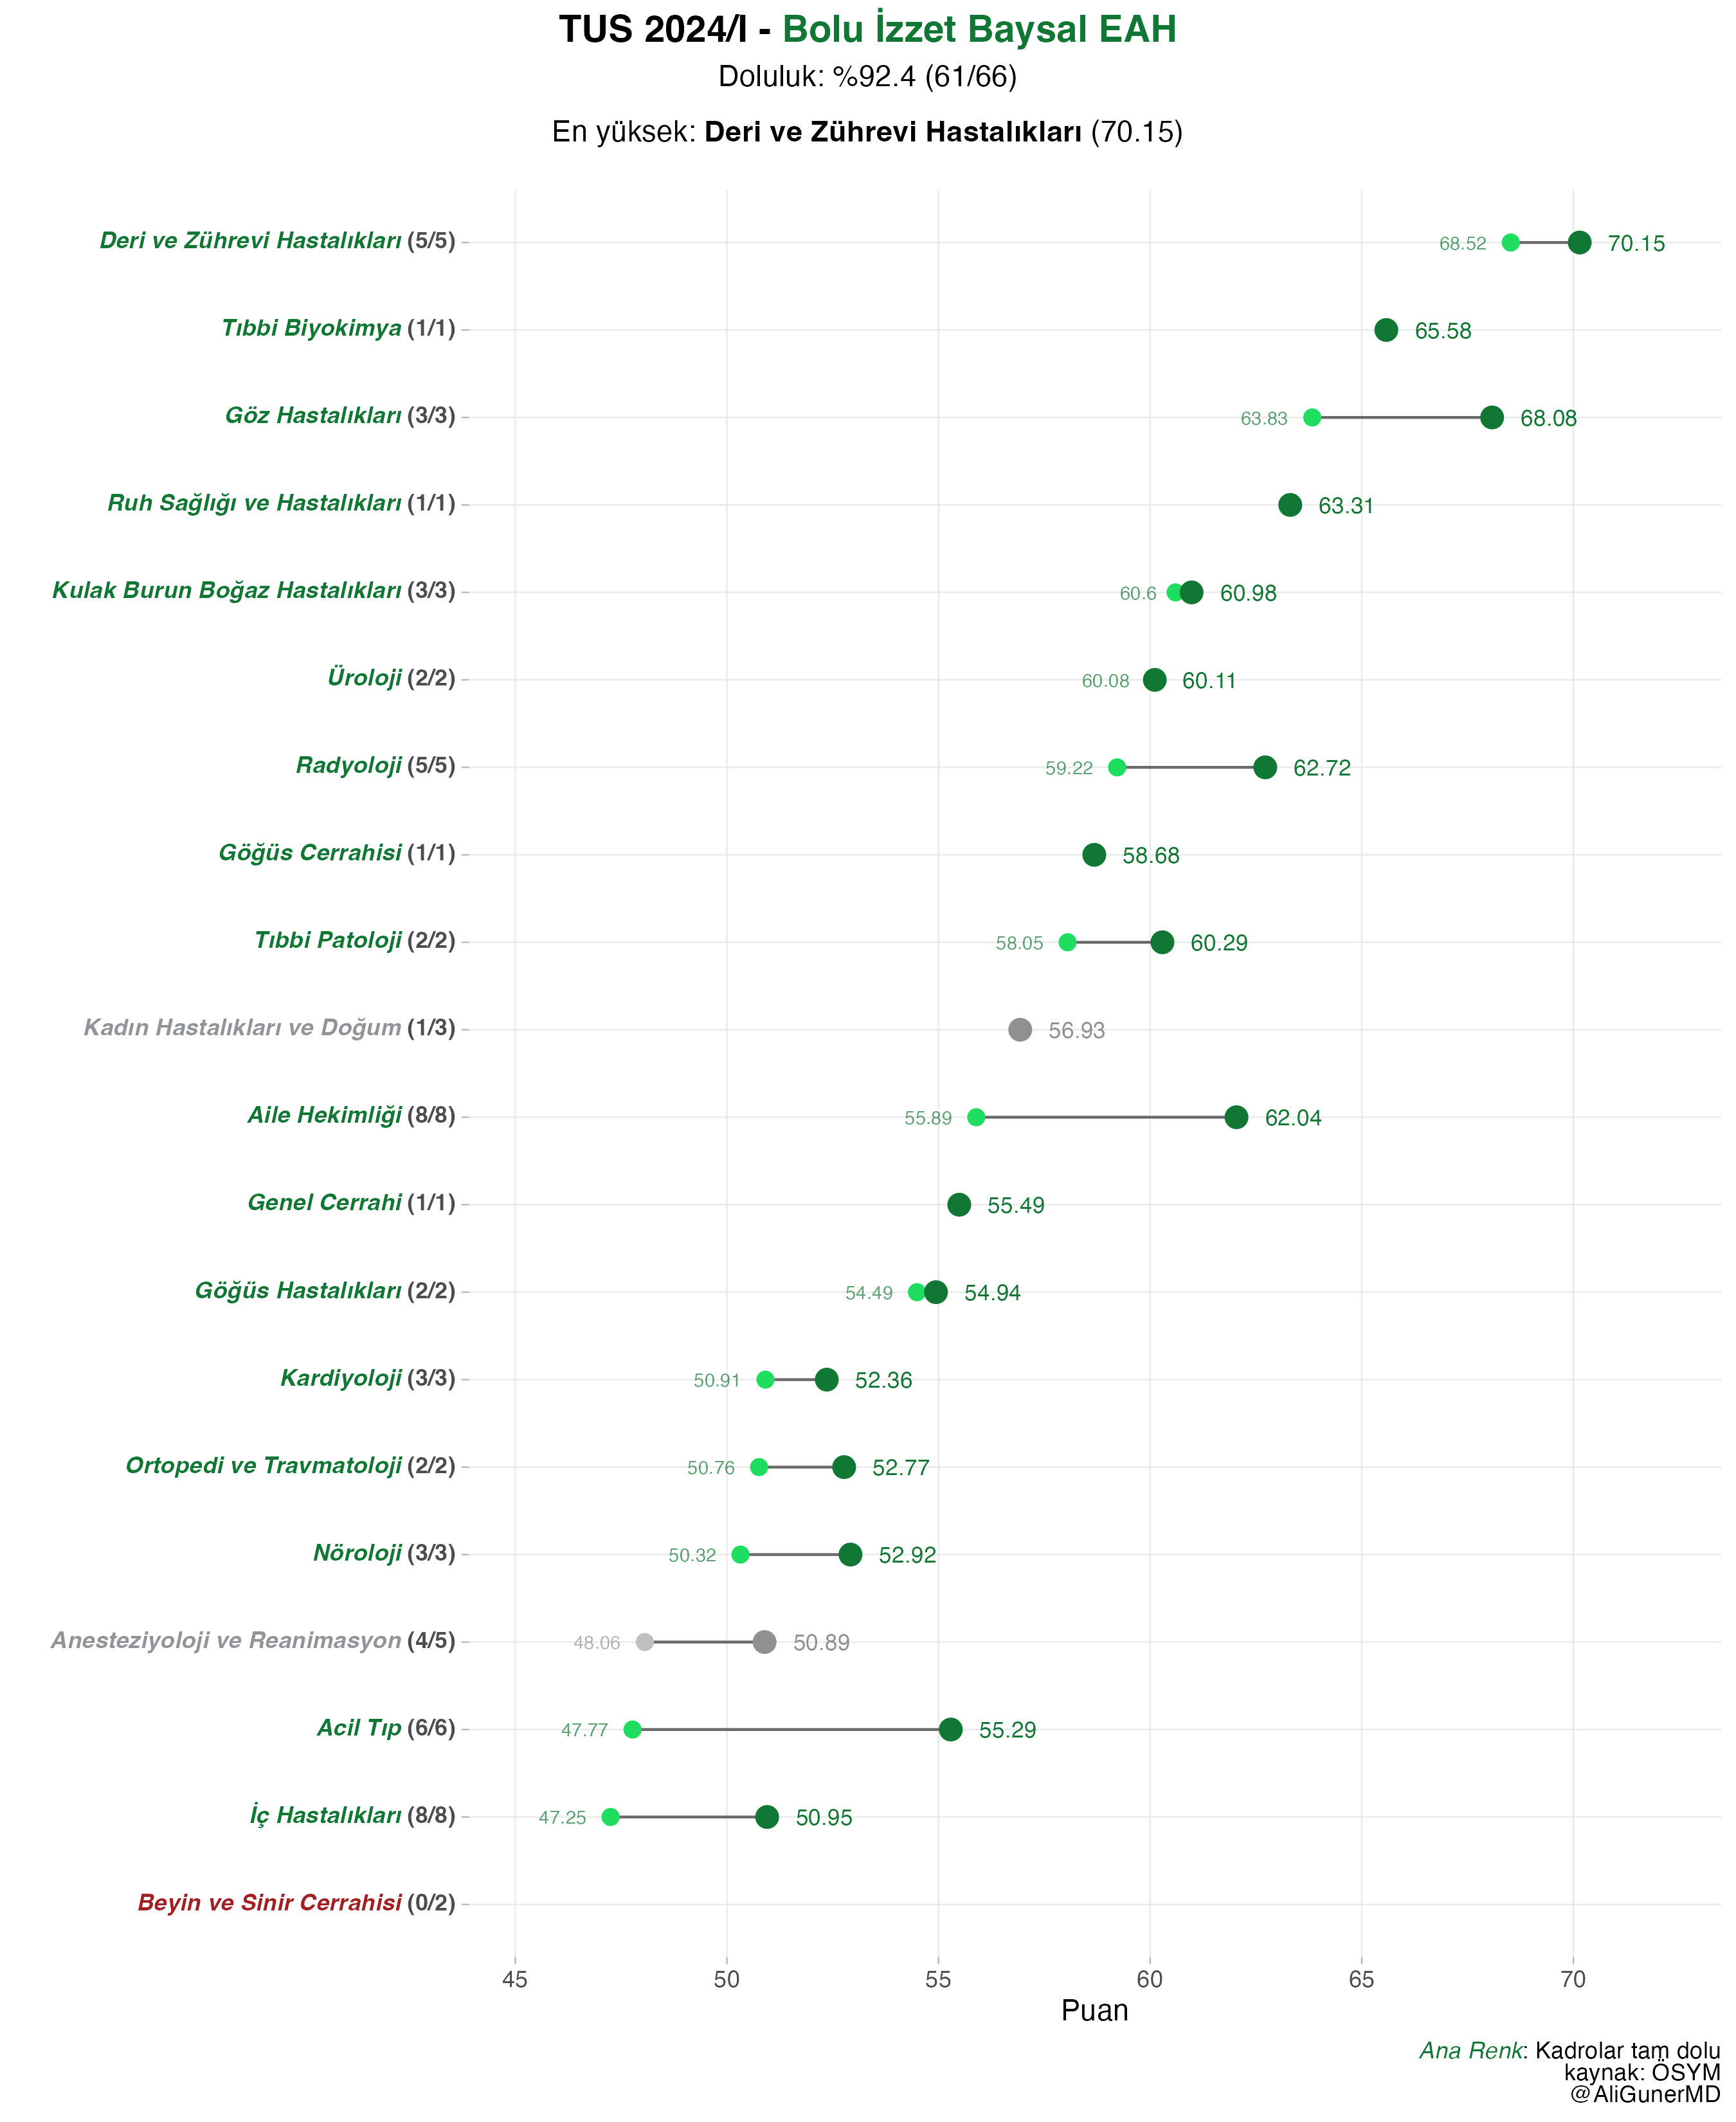 TUS 2024/I - Bolu İzzet Baysal EAH
Doluluk: %92.4 (61/66)
En yüksek: Deri ve Zührevi Hastalıkları (70.15)
Deri ve Zührevi Hastalıkları (5/5) 68.52 70.15
Tıbbi Biyokimya (1/1) 65.58
Göz Hastalıkları (3/3) 63.83 68.08
Ruh Sağlığı ve Hastalıkları (1/1) 63.31
Kulak Burun Boğaz Hastalıkları (3/3) 60.6 60.98
Üroloji (2/2) 60.08 60.11
Radyoloji (5/5) 59.22 62.72
Göğüs Cerrahisi (1/1) 58.68
Tıbbi Patoloji (2/2) 58.05 60.29
Kadın Hastalıkları ve Doğum (1/3) 56.93
Aile Hekimliği (8/8) 55.89 62.04
Genel Cerrahi (1/1) 55.49
Göğüs Hastalıkları (2/2) 54.49 54.94
Kardiyoloji (3/3) 50.91 52.36
Ortopedi ve Travmatoloji (2/2) 50.76 52.77
Nöroloji (3/3) 50.32 52.92
Anesteziyoloji ve Reanimasyon (4/5) 48.06 50.89
Acil Tıp (6/6) 47.77 55.29
İç Hastalıkları (8/8) 47.25 50.95
Beyin ve Sinir Cerrahisi (0/2)
45 50 55 60 65 70
Puan
Ana Renk: Kadrolar tam dolu
kaynak: ÖSYM
@AliGunerMD